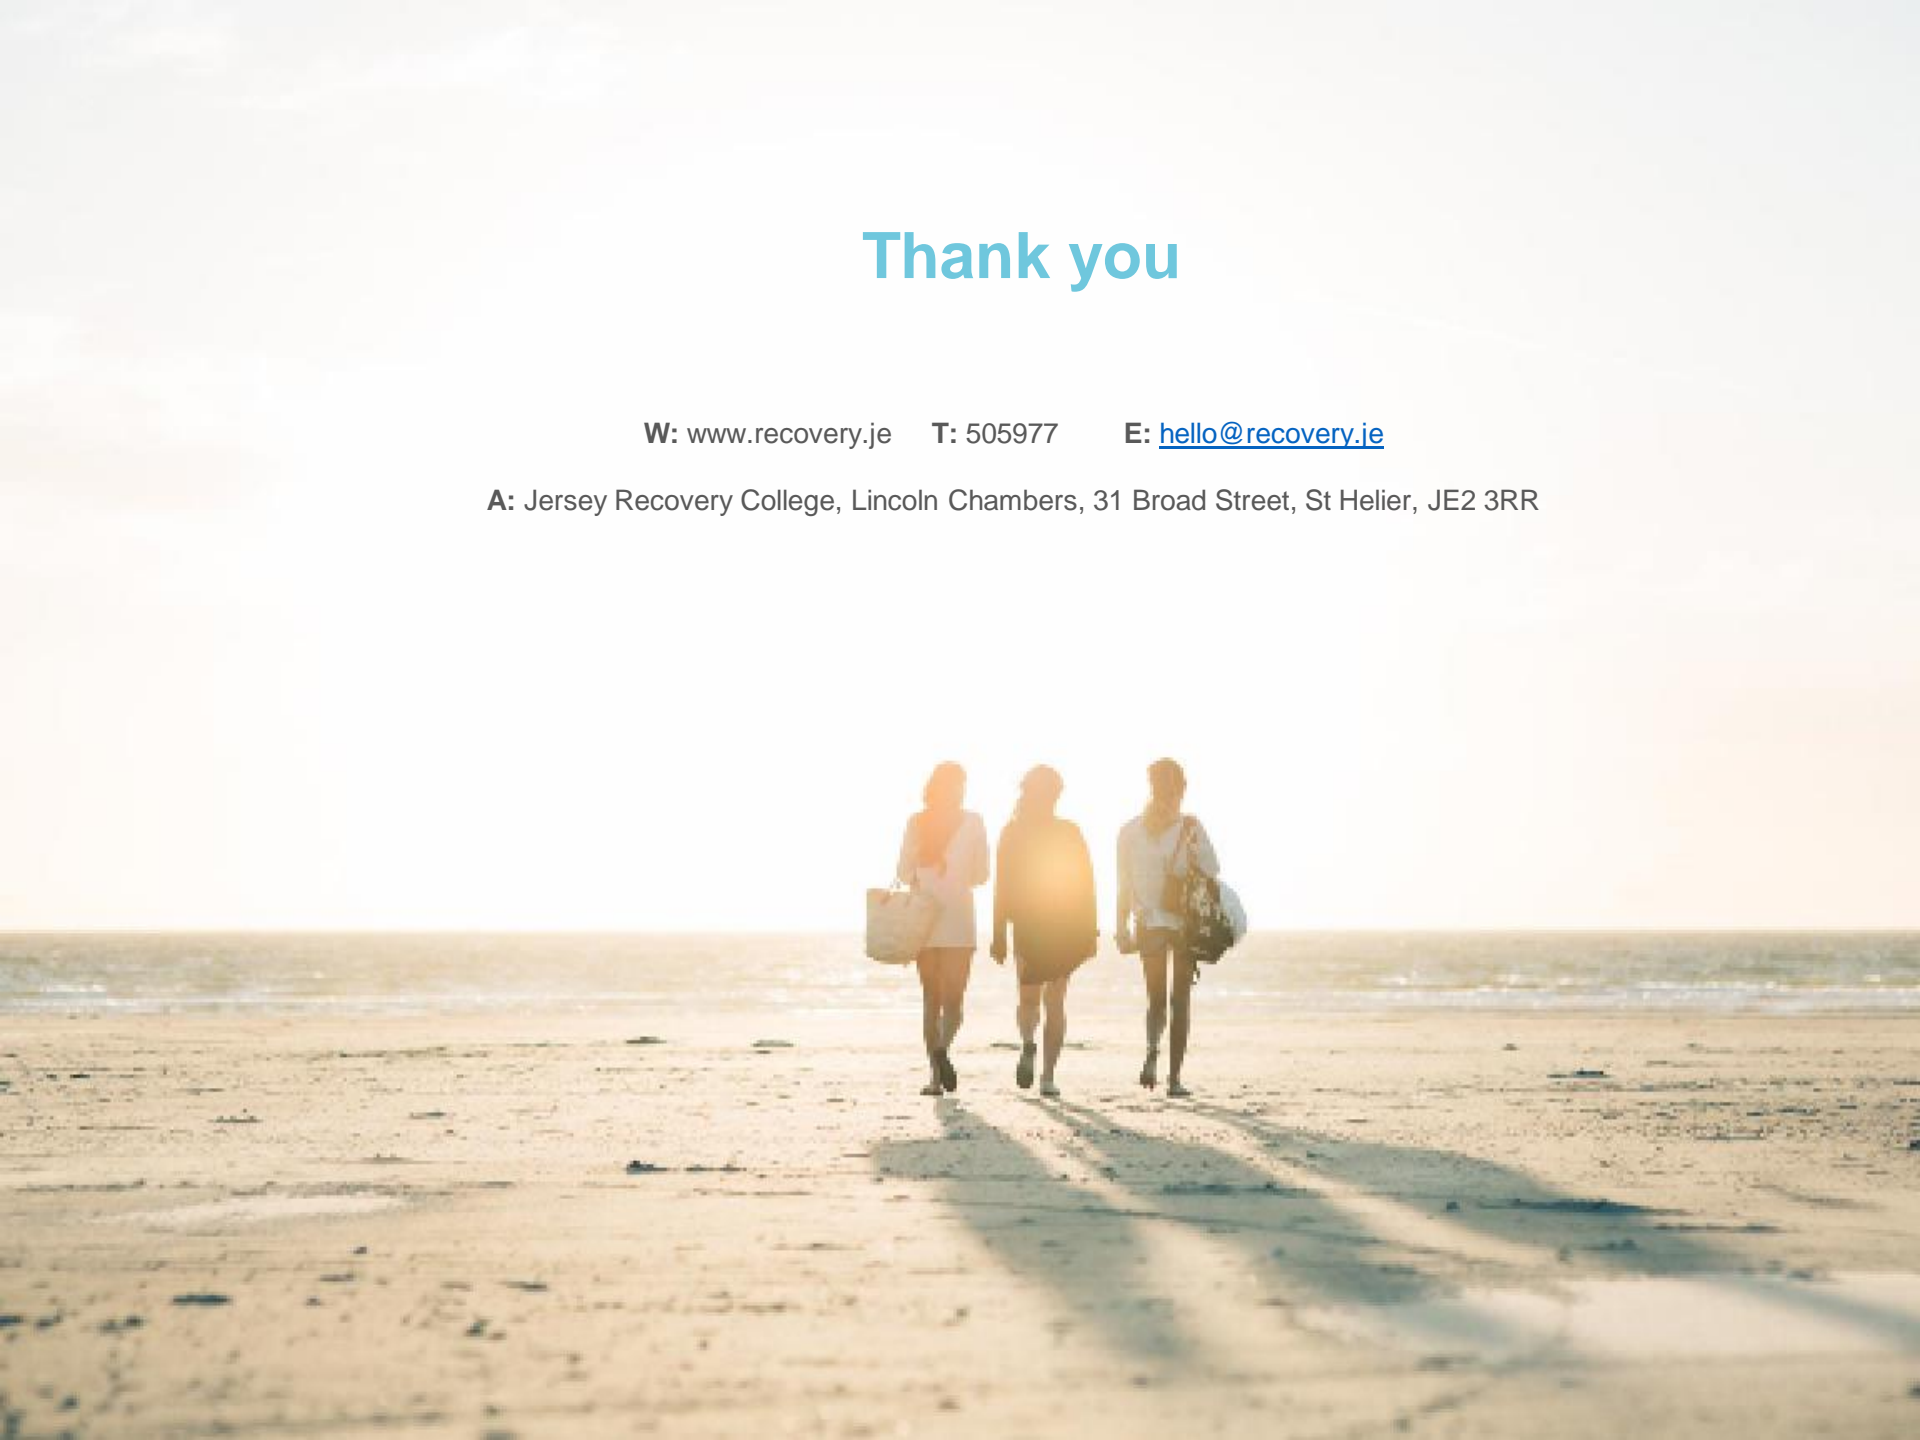 Thank you
W: www.recovery.je T: 505977 E: hello@recovery.je
A: Jersey Recovery College, Lincoln Chambers, 31 Broad Street, St Helier, JE2 3RR